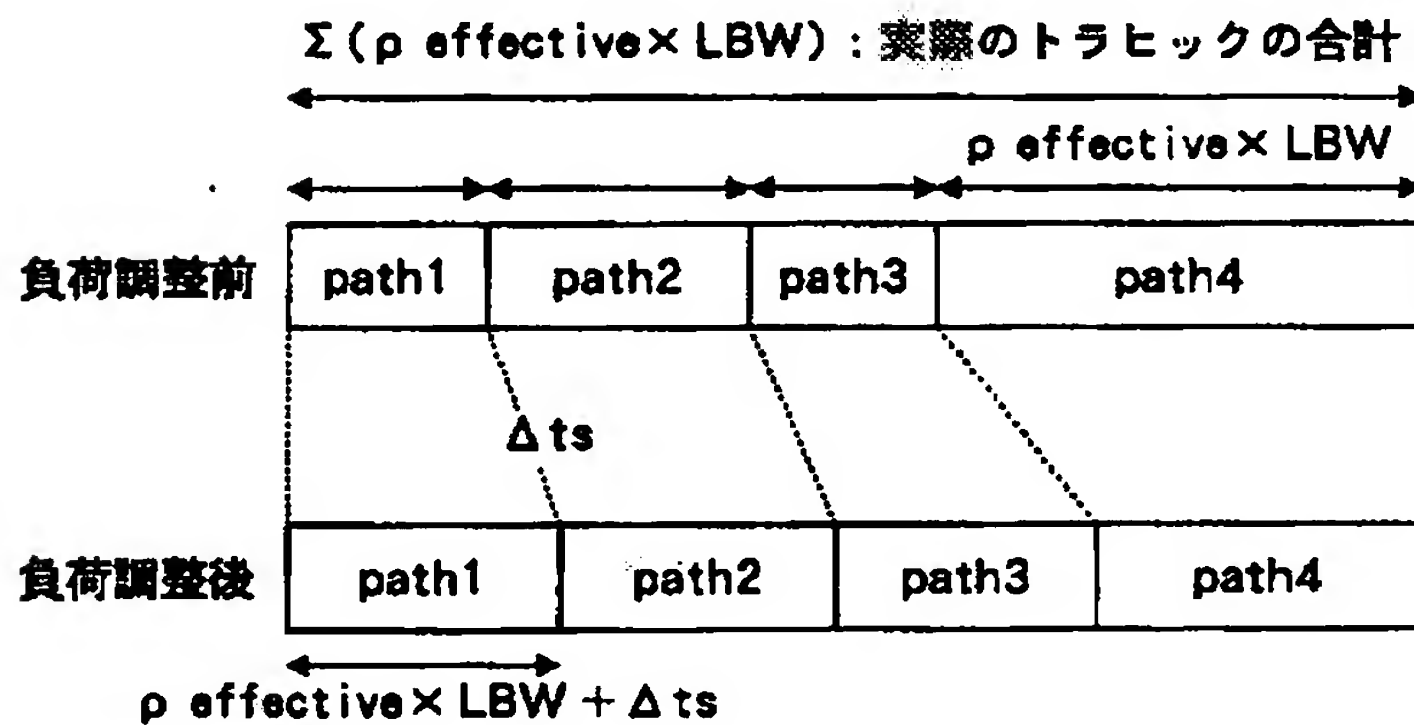 Σ(ρ effective×LBW):実際のトラヒックの合計
ρ effective×LBW
負荷調整前 path1 path2 path3 path4
Δts
負荷調整後 path1 path2 path3 path4
ρ effective×LBW+Δts